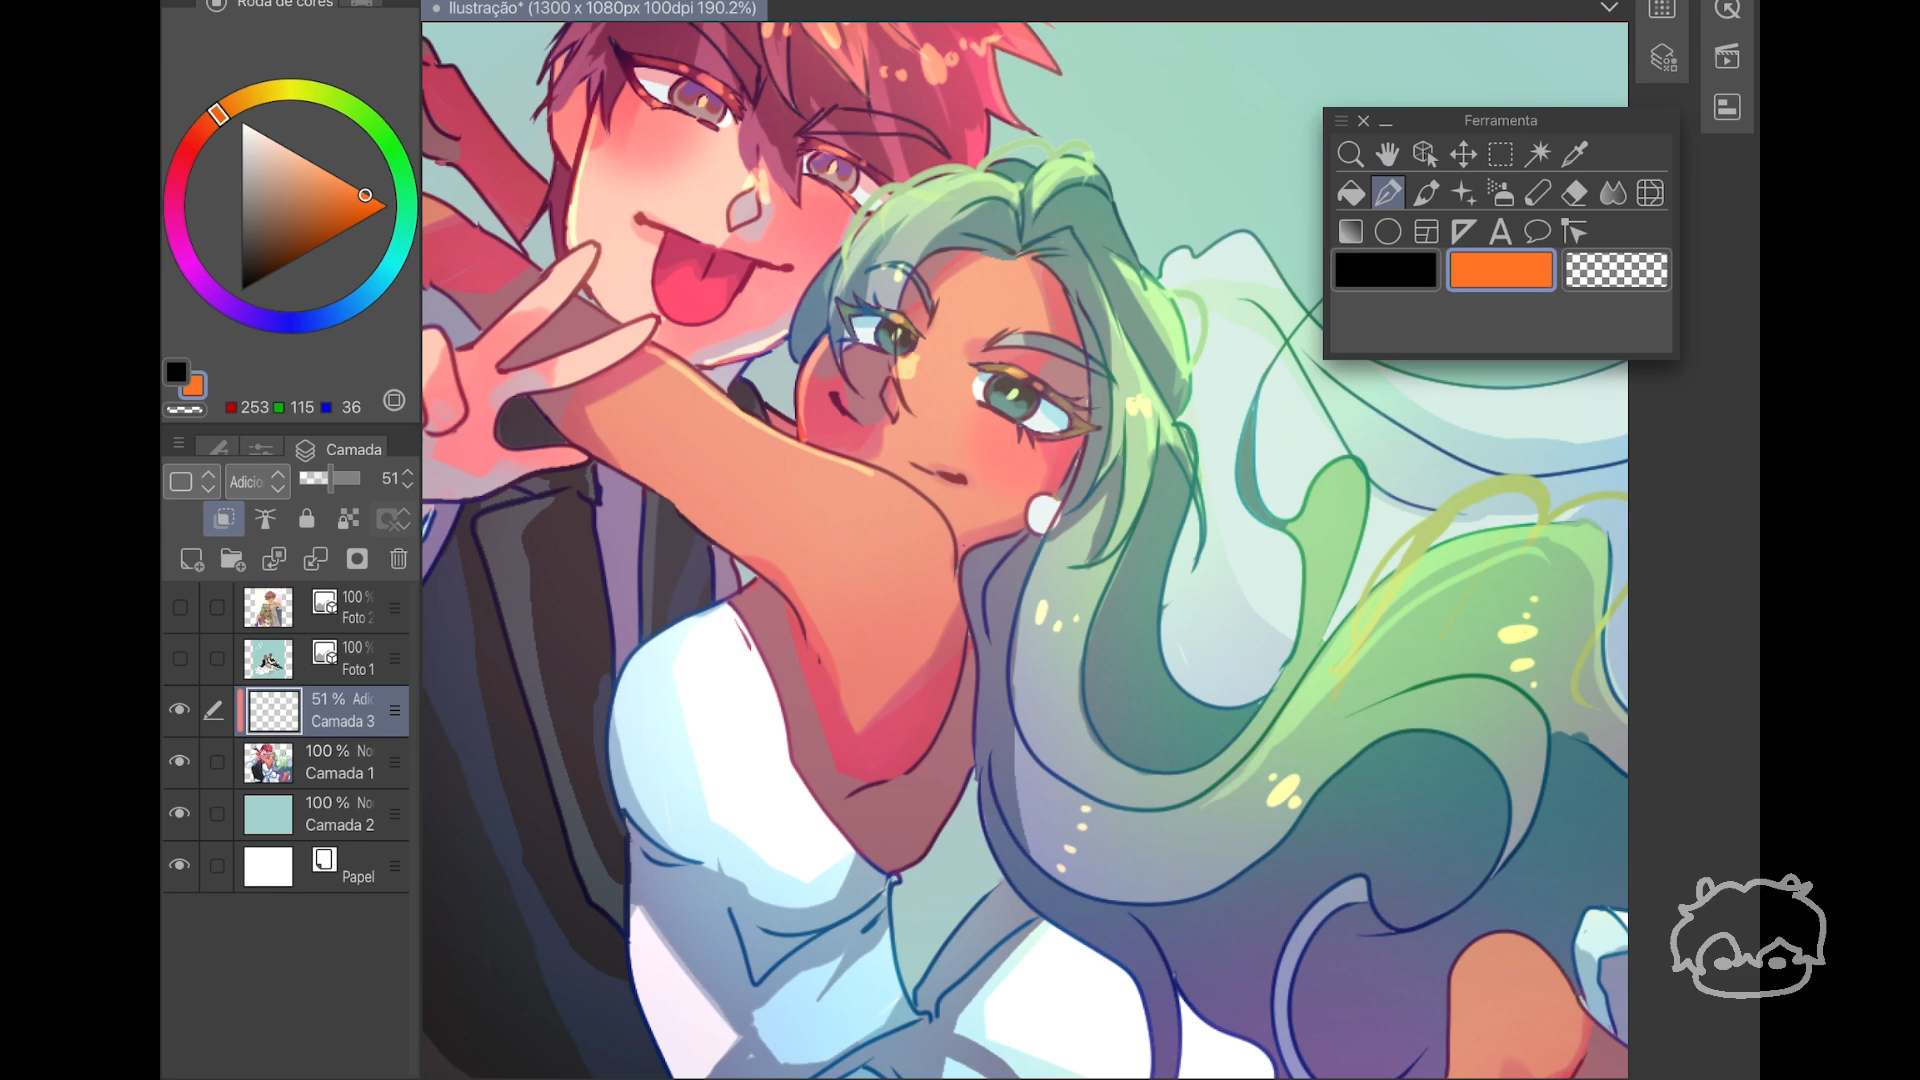 Roda de cores
Ilustração* (1300 x 1080px 100dpi 190.2%)
Ferramenta
A
253 115 36
Camada
Adicio
51
100 %
Foto 2
100 %
Foto 1
51 % Adic
Camada 3
100 % No
Camada 1
100 % No
Camada 2
Papel